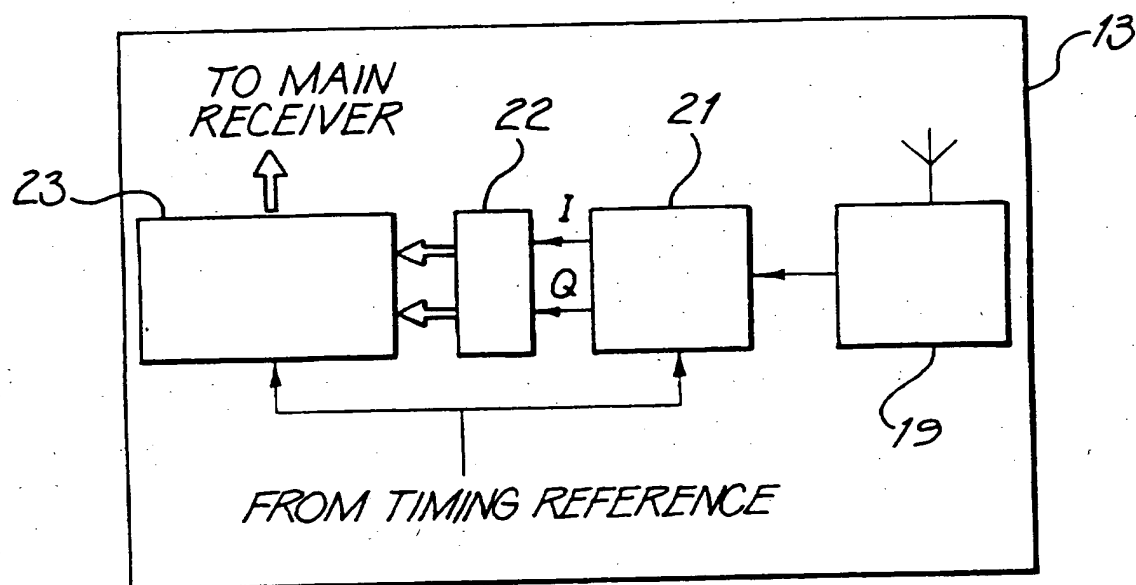 13
TO MAIN
RECEIVER
22
21
23
I
Q
19
FROM TIMING REFERENCE